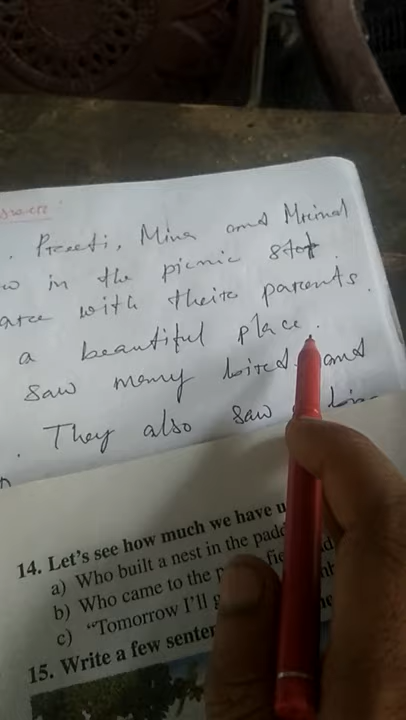 . Preeti, Mina and Mrinal
w in the picnic
with their parents.
a beautiful place.
saw many birds and
. They also saw
14. Let's see how much we have u
a) Who built a nest in the padd
b) Who came to the
c) "Tomorrow I'll g
15. Write a few senten